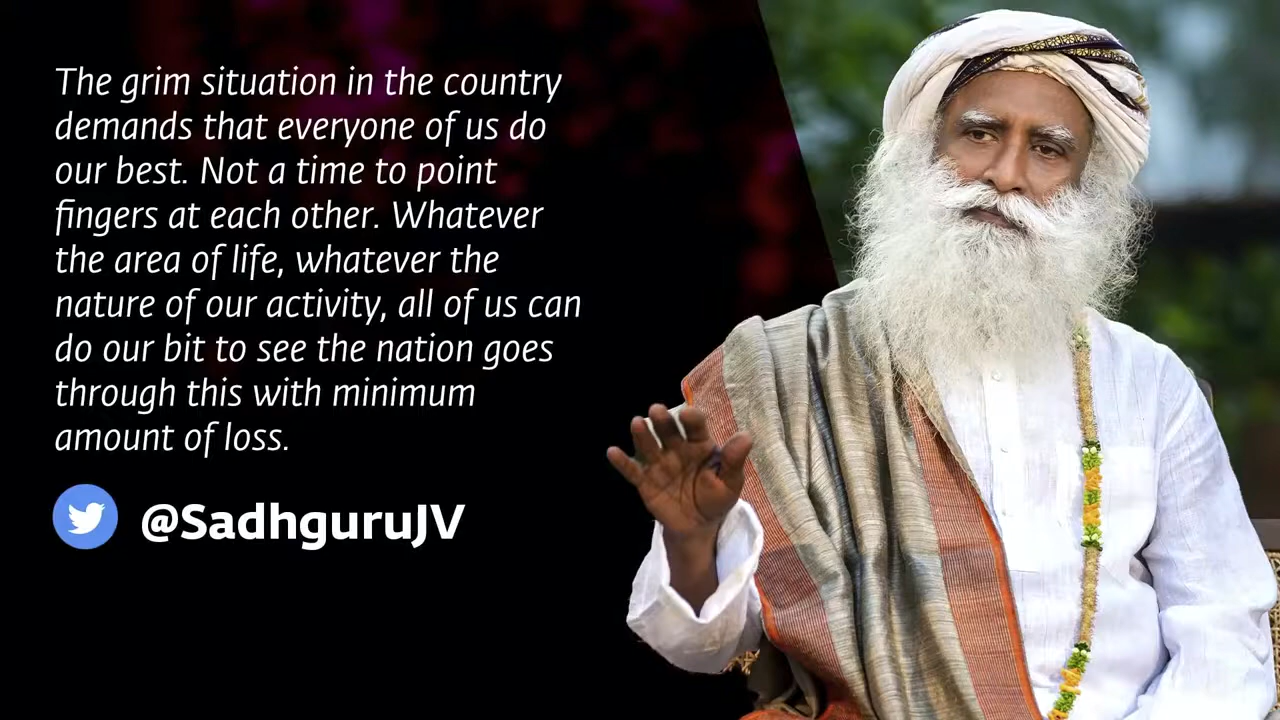 The grim situation in the country
demands that everyone of us do
our best. Not a time to point
fingers at each other. Whatever
the area of life, whatever the
nature of our activity, all of us can
do our bit to see the nation goes
through this with minimum
amount of loss.
@SadhguruJV